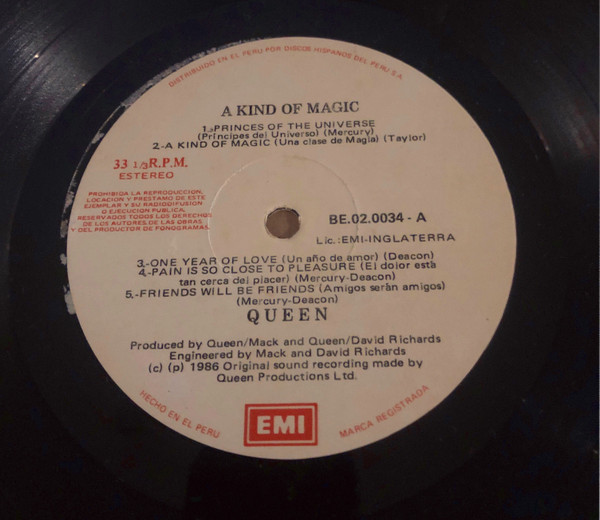 DISTRIBUIDO EN EL PERU POR DISCOS HISPANOS DEL PERU S.A.
A KIND OF MAGIC
1.-PRINCES OF THE UNIVERSE
(Príncipes del Universo) (Mercury)
2.-A KIND OF MAGIC (Una clase de Magia) (Taylor)
33 1/3 R.P.M.
ESTEREO
PROHIBIDA LA REPRODUCCION,
LOCACION Y PRESTAMO DE ESTE
EJEMPLAR Y SU RADIODIFUSION
O EJECUCION PUBLICA.
RESERVADOS TODOS LOS DERECHOS
DE LOS AUTORES DE LAS OBRAS
Y DEL PRODUCTOR DE FONOGRAMAS.
BE.02.0034 - A
Lic.:EMI-INGLATERRA
3.-ONE YEAR OF LOVE (Un año de amor) (Deacon)
4.-PAIN IS SO CLOSE TO PLEASURE (El dolor está
tan cerca del placer) (Mercury-Deacon)
5.-FRIENDS WILL BE FRIENDS (Amigos serán amigos)
(Mercury-Deacon)
QUEEN
Produced by Queen/Mack and Queen/David Richards
Engineered by Mack and David Richards
(c) (p) 1986 Original sound recording made by
Queen Productions Ltd.
HECHO EN EL PERU
EMI
MARCA REGISTRADA